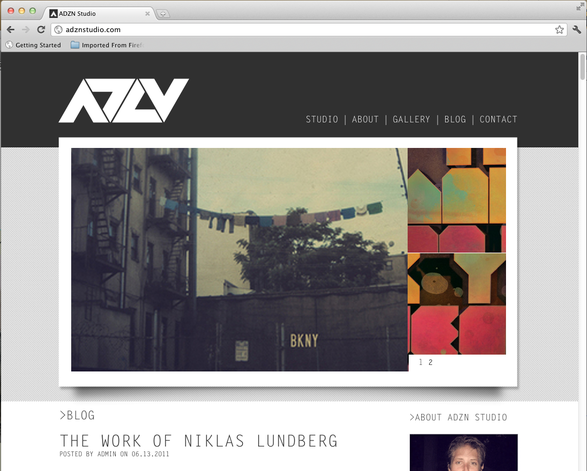 ADZN Studio
adznstudio.com
Getting Started
Imported From Firef
ADZN
STUDIO | ABOUT | GALLERY | BLOG | CONTACT
BKNY
1 2
>BLOG
>ABOUT ADZN STUDIO
THE WORK OF NIKLAS LUNDBERG
POSTED BY ADMIN ON 06.13.2011